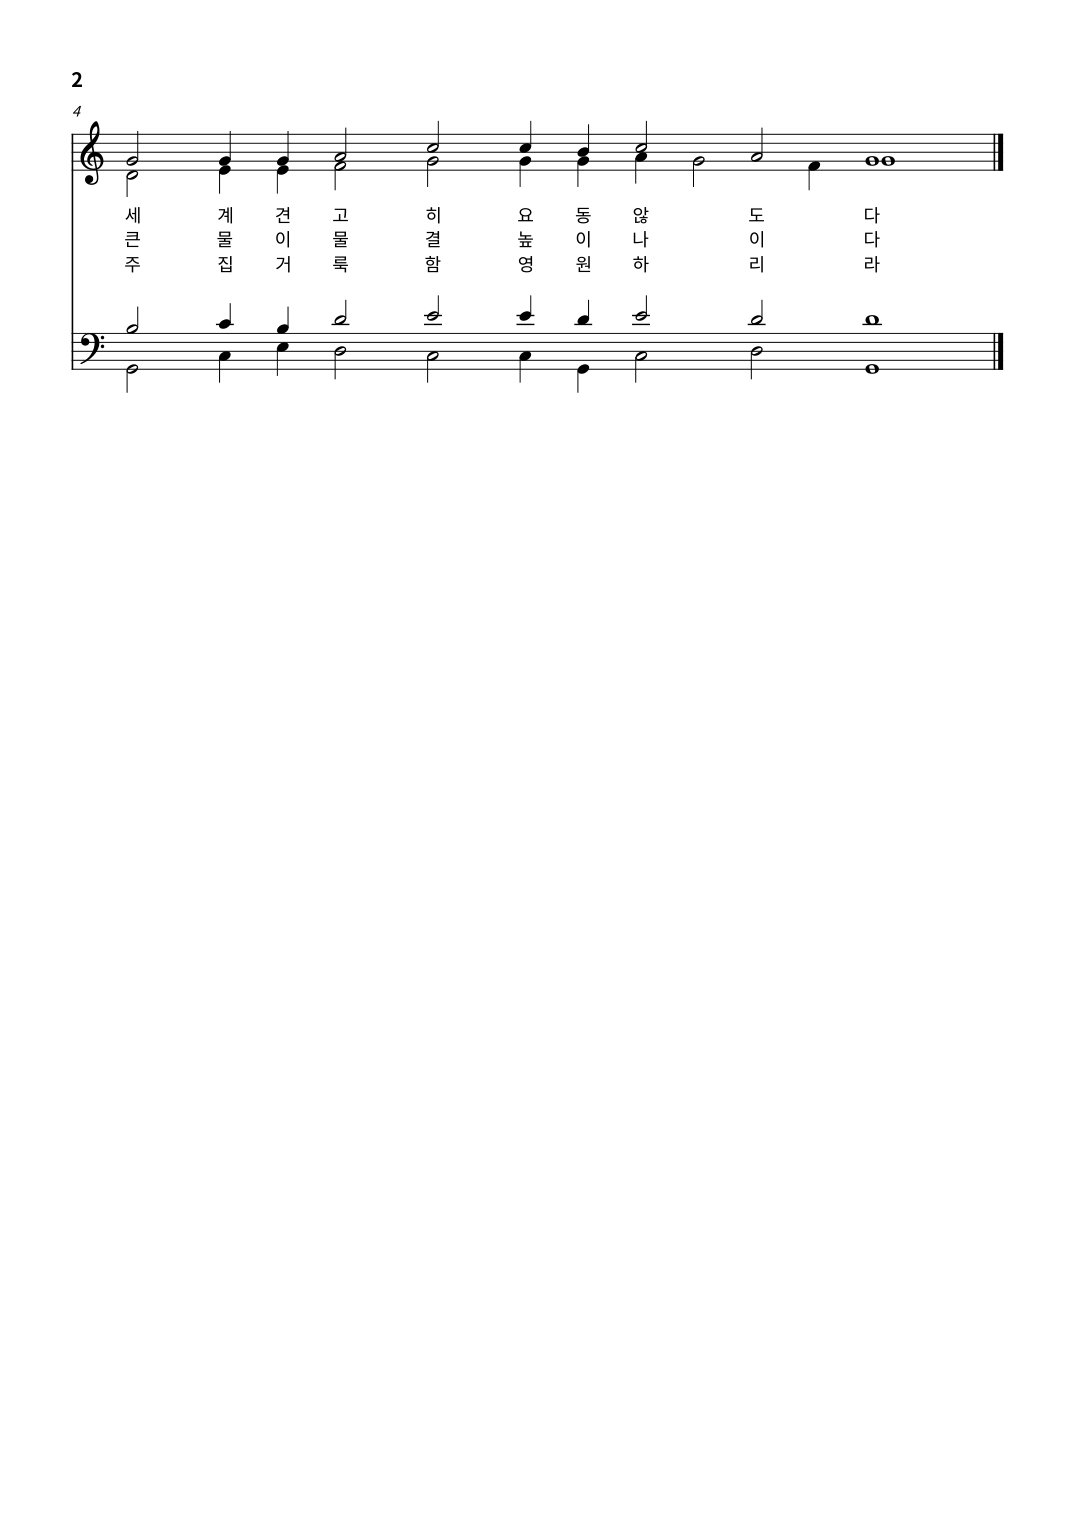 2
4
세 계 견 고 히 요 동 않 도 다
큰 물 이 물 결 높 이 나 이 다
주 집 거 룩 함 영 원 하 리 라